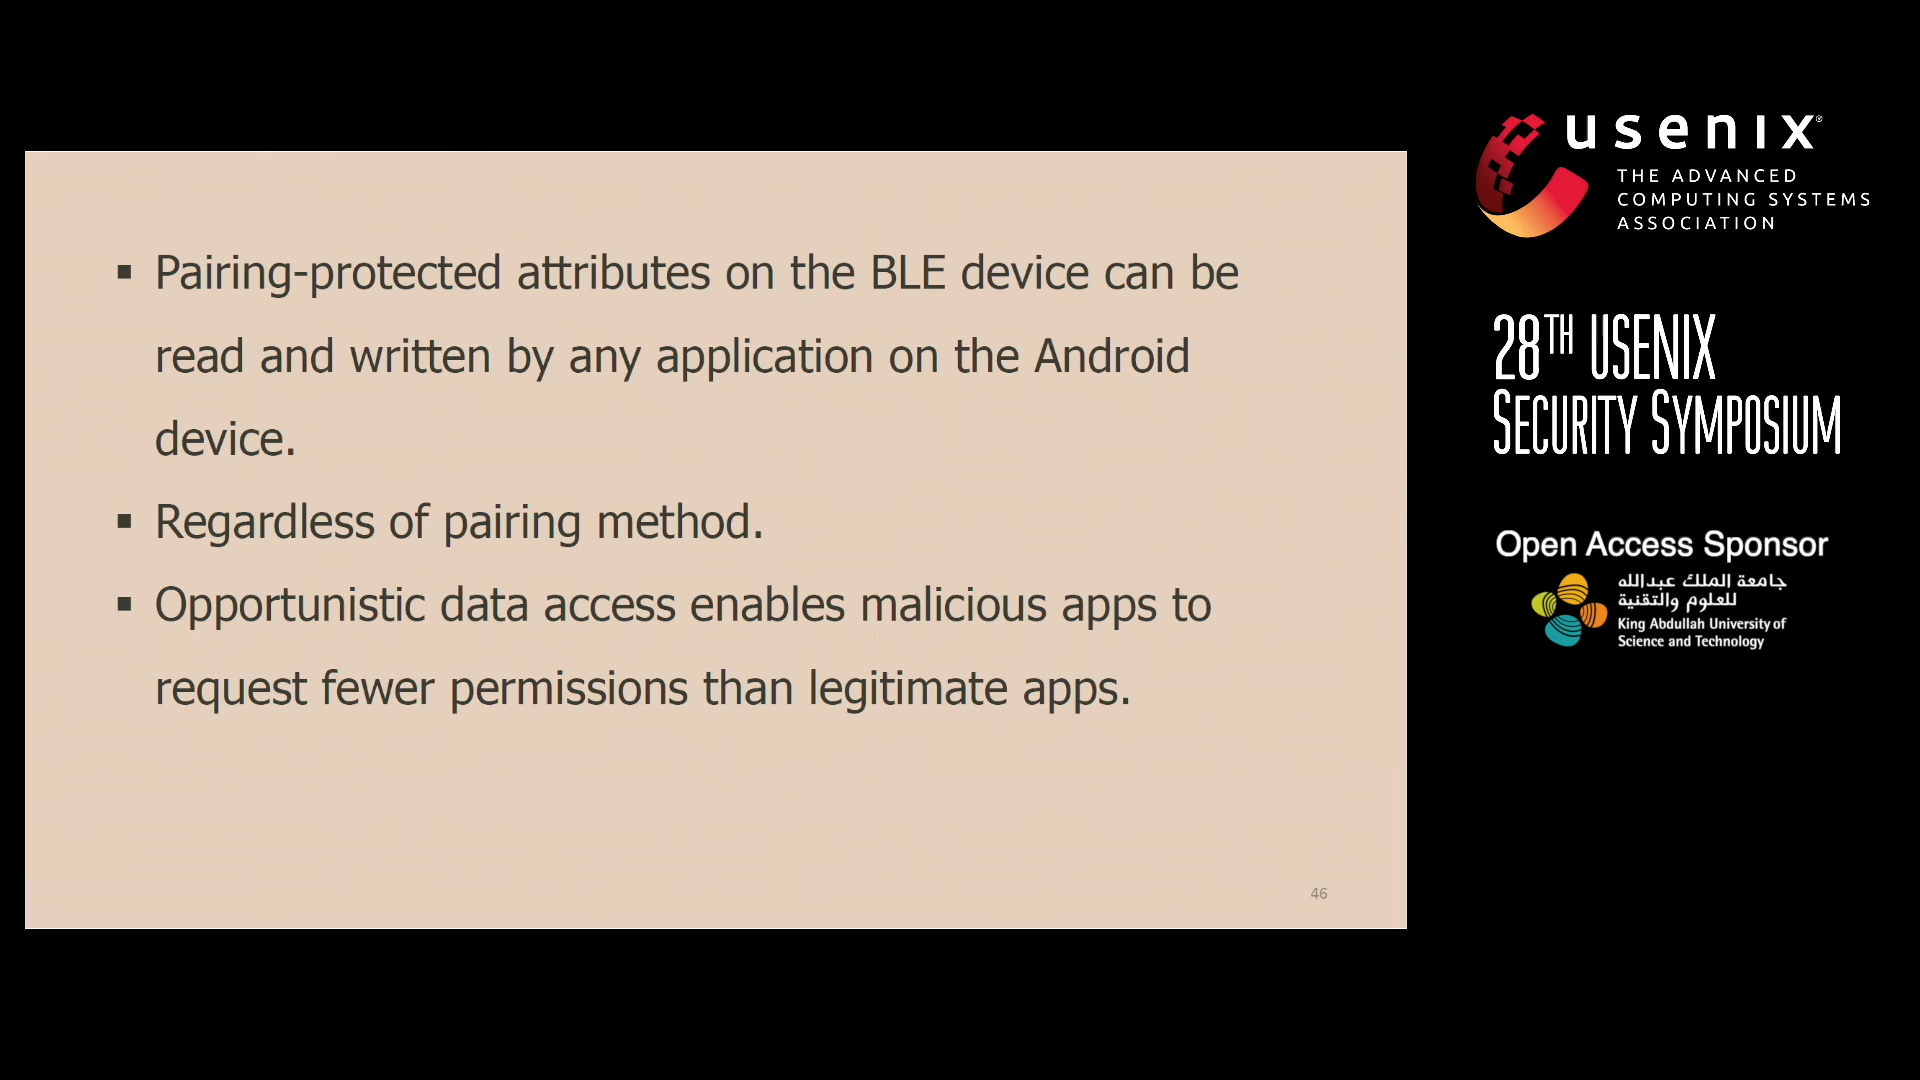 ▪ Pairing-protected attributes on the BLE device can be
read and written by any application on the Android
device.
▪ Regardless of pairing method.
▪ Opportunistic data access enables malicious apps to
request fewer permissions than legitimate apps.
46
usenix®
THE ADVANCED
COMPUTING SYSTEMS
ASSOCIATION
28TH USENIX
SECURITY SYMPOSIUM
Open Access Sponsor
جامعة الملك عبدالله
للعلوم والتقنية
King Abdullah University of
Science and Technology